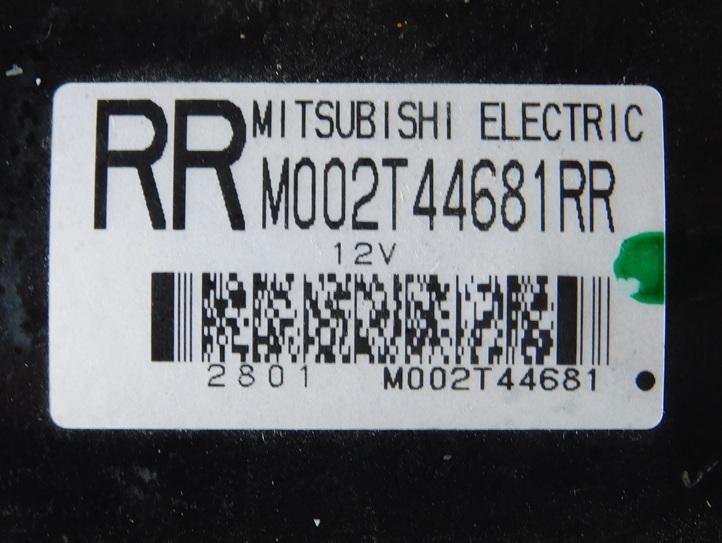 RR MITSUBISHI ELECTRIC
M002T44681RR
12V
2801 M002T44681